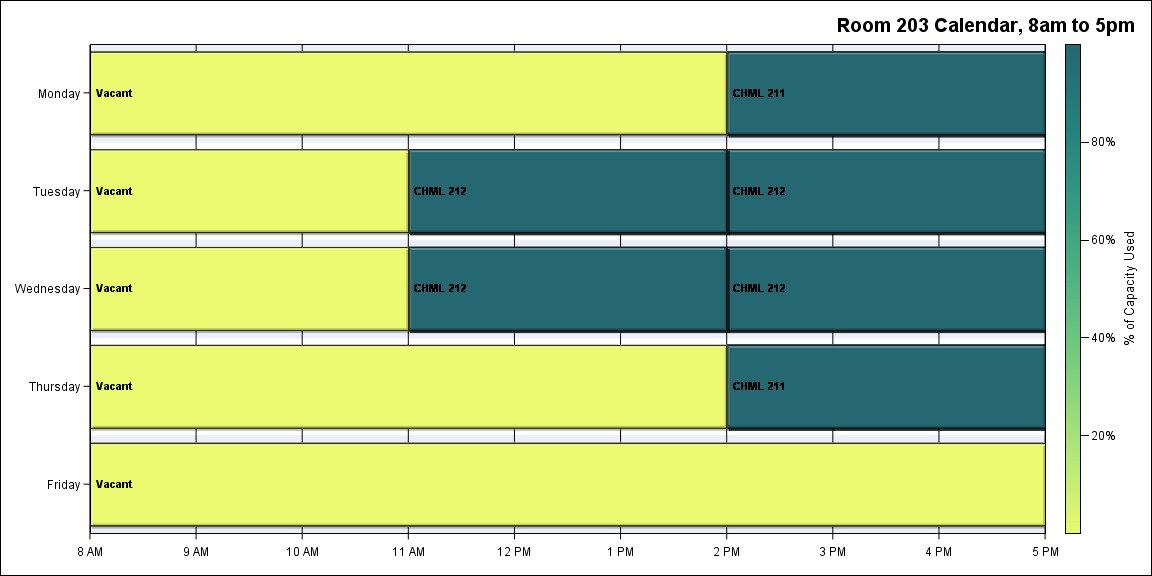 Room 203 Calendar, 8am to 5pm
Monday
Vacant
CHML 211
Tuesday
Vacant
CHML 212
CHML 212
Wednesday
Vacant
CHML 212
CHML 212
Thursday
Vacant
CHML 211
Friday
Vacant
8 AM
9 AM
10 AM
11 AM
12 PM
1 PM
2 PM
3 PM
4 PM
5 PM
80%
60%
40%
20%
% of Capacity Used